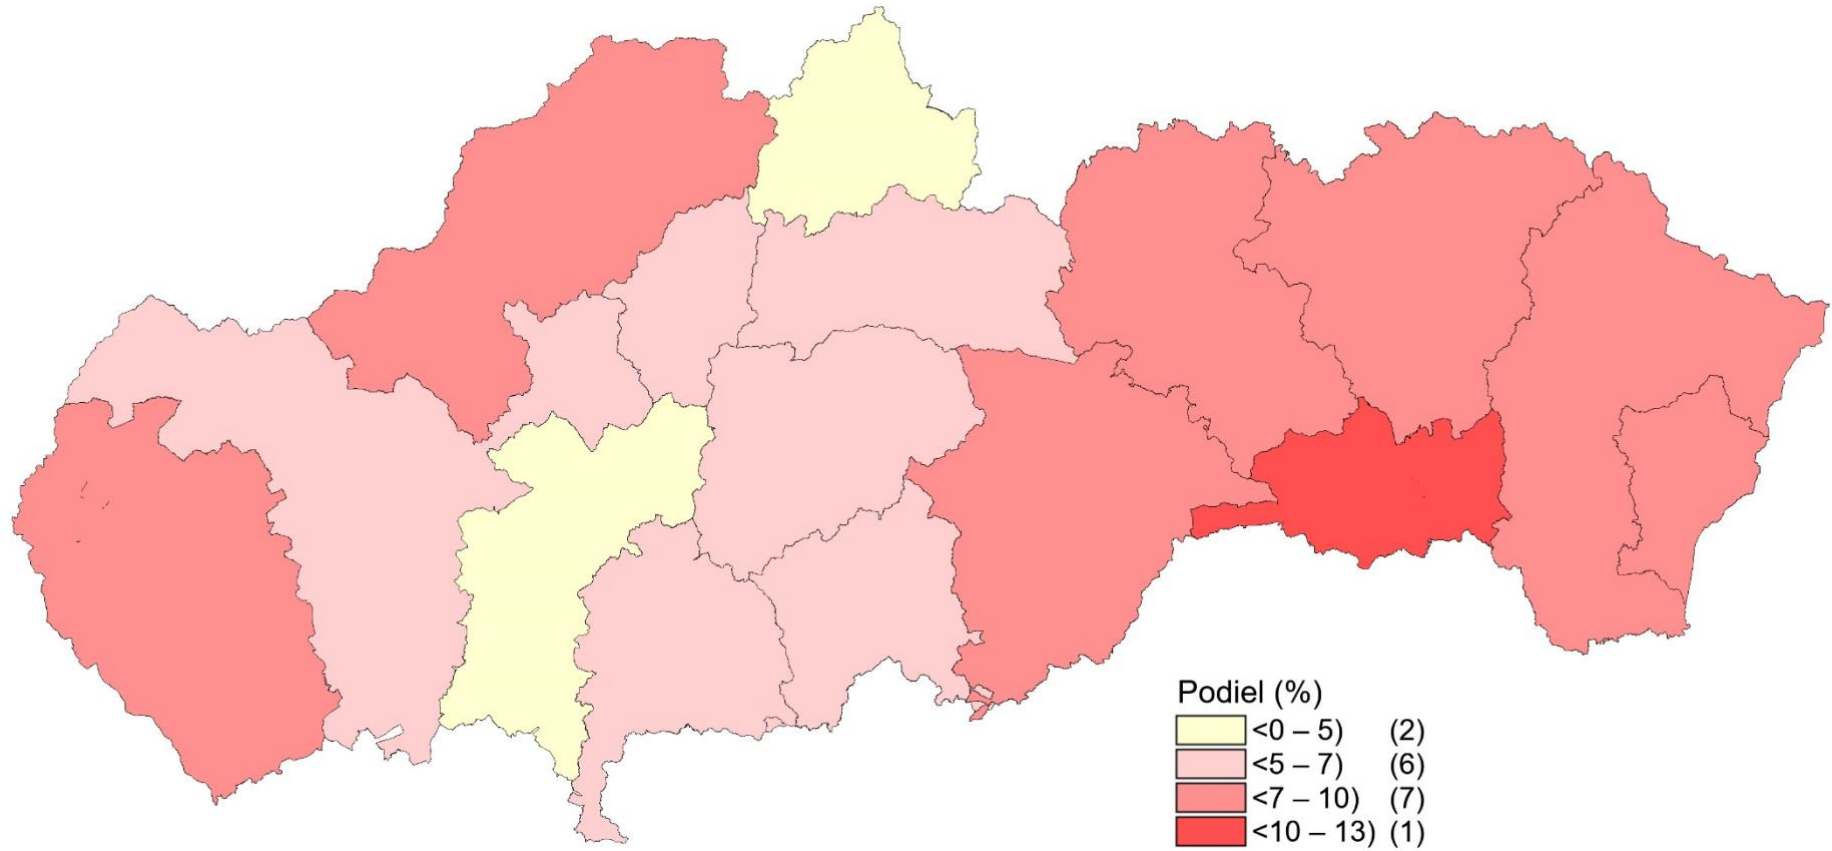 Podiel (%)
<0 – 5) (2)
<5 – 7) (6)
<7 – 10) (7)
<10 – 13) (1)